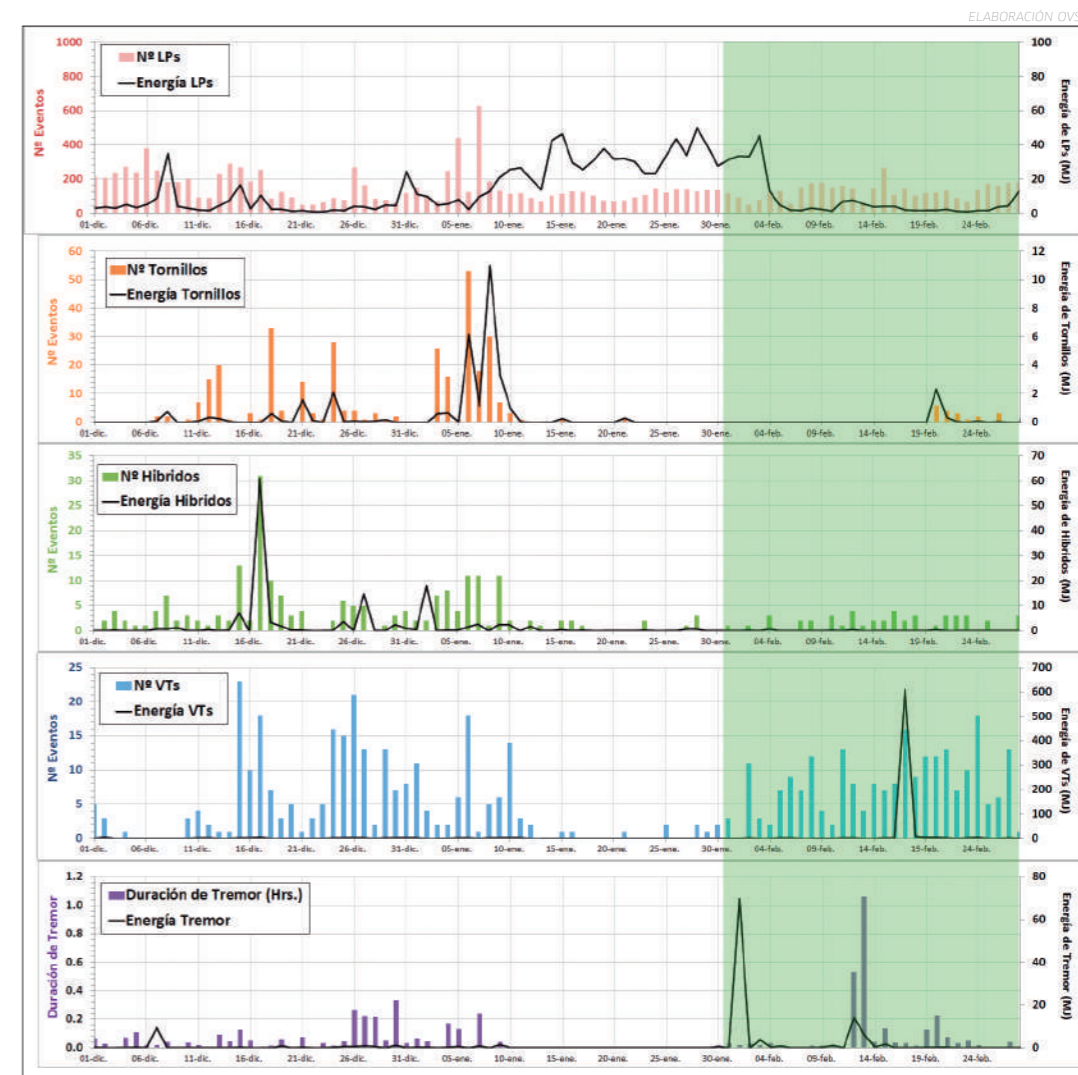 ELABORACIÓN OVS
1000 800 600 400 200 0
Nº Eventos
Nº LPs
Energía LPs
100 80 60 40 20 0
Energía de LPs (MJ)
01-dic. 06-dic. 11-dic. 16-dic. 21-dic. 26-dic. 31-dic. 05-ene. 10-ene. 15-ene. 20-ene. 25-ene. 30-ene. 04-feb. 09-feb. 14-feb. 19-feb. 24-feb.
60 50 40 30 20 10 0
Nº Eventos
Nº Tornillos
Energía Tornillos
12 10 8 6 4 2 0
Energía de Tornillos (MJ)
01-dic. 06-dic. 11-dic. 16-dic. 21-dic. 26-dic. 31-dic. 05-ene. 10-ene. 15-ene. 20-ene. 25-ene. 30-ene. 04-feb. 09-feb. 14-feb. 19-feb. 24-feb.
35 30 25 20 15 10 5 0
Nº Eventos
Nº Hibridos
Energía Hibridos
70 60 50 40 30 20 10 0
Energía de Hibridos (MJ)
01-dic. 06-dic. 11-dic. 16-dic. 21-dic. 26-dic. 31-dic. 05-ene. 10-ene. 15-ene. 20-ene. 25-ene. 30-ene. 04-feb. 09-feb. 14-feb. 19-feb. 24-feb.
25 20 15 10 5 0
Nº Eventos
Nº VTs
Energía VTs
700 600 500 400 300 200 100 0
Energía de VTs (MJ)
01-dic. 06-dic. 11-dic. 16-dic. 21-dic. 26-dic. 31-dic. 05-ene. 10-ene. 15-ene. 20-ene. 25-ene. 30-ene. 04-feb. 09-feb. 14-feb. 19-feb. 24-feb.
1.2 1.0 0.8 0.6 0.4 0.2 0.0
Duración de Tremor
Duración de Tremor (Hrs.)
Energía Tremor
80 60 40 20 0
Energía de Tremor (MJ)
01-dic. 06-dic. 11-dic. 16-dic. 21-dic. 26-dic. 31-dic. 05-ene. 10-ene. 15-ene. 20-ene. 25-ene. 30-ene. 04-feb. 09-feb. 14-feb. 19-feb. 24-feb.